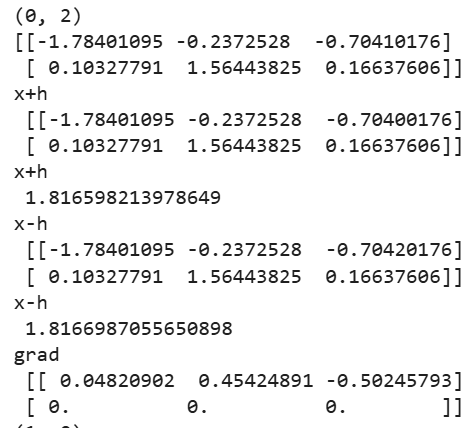 (0, 2)
[[-1.78401095 -0.2372528  -0.70410176]
 [ 0.10327791  1.56443825  0.16637606]]
x+h
 [[-1.78401095 -0.2372528  -0.70400176]
 [ 0.10327791  1.56443825  0.16637606]]
x+h
 1.816598213978649
x-h
 [[-1.78401095 -0.2372528  -0.70420176]
 [ 0.10327791  1.56443825  0.16637606]]
x-h
 1.8166987055650898
grad
 [[ 0.04820902  0.45424891 -0.50245793]
 [ 0.          0.          0.        ]]